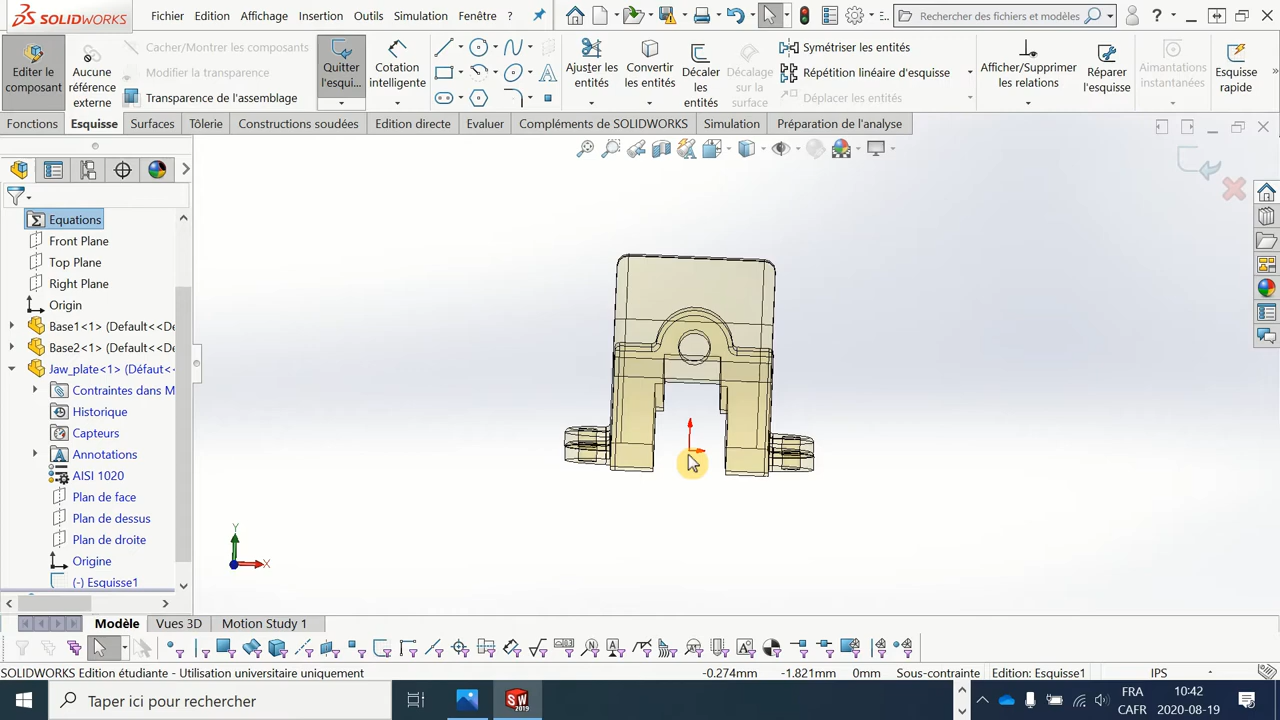 SOLIDWORKS
Fichier
Edition
Affichage
Insertion
Outils
Simulation
Fenêtre
Rechercher des fichiers et modèles
Editer le composant
Aucune référence externe
Cacher/Montrer les composants
Modifier la transparence
Transparence de l'assemblage
Quitter l'esqui...
Cotation intelligente
Ajuster les entités
Convertir les entités
Décaler les entités
Décalage sur la surface
Symétriser les entités
Répétition linéaire d'esquisse
Déplacer les entités
Afficher/Supprimer les relations
Réparer l'esquisse
Aimantations instantanées
Esquisse rapide
Fonctions
Esquisse
Surfaces
Tôlerie
Constructions soudées
Edition directe
Evaluer
Compléments de SOLIDWORKS
Simulation
Préparation de l'analyse
Equations
Front Plane
Top Plane
Right Plane
Origin
Base1<1> (Default<<De
Base2<1> (Default<<De
Jaw_plate<1> (Défaut<
Contraintes dans M
Historique
Capteurs
Annotations
AISI 1020
Plan de face
Plan de dessus
Plan de droite
Origine
(-) Esquisse1
Y
X
Modèle
Vues 3D
Motion Study 1
SOLIDWORKS Edition étudiante - Utilisation universitaire uniquement
-0.274mm
-1.821mm
0mm
Sous-contrainte
Edition: Esquisse1
IPS
Taper ici pour rechercher
SW
2019
FRA
CAFR
10:42
2020-08-19